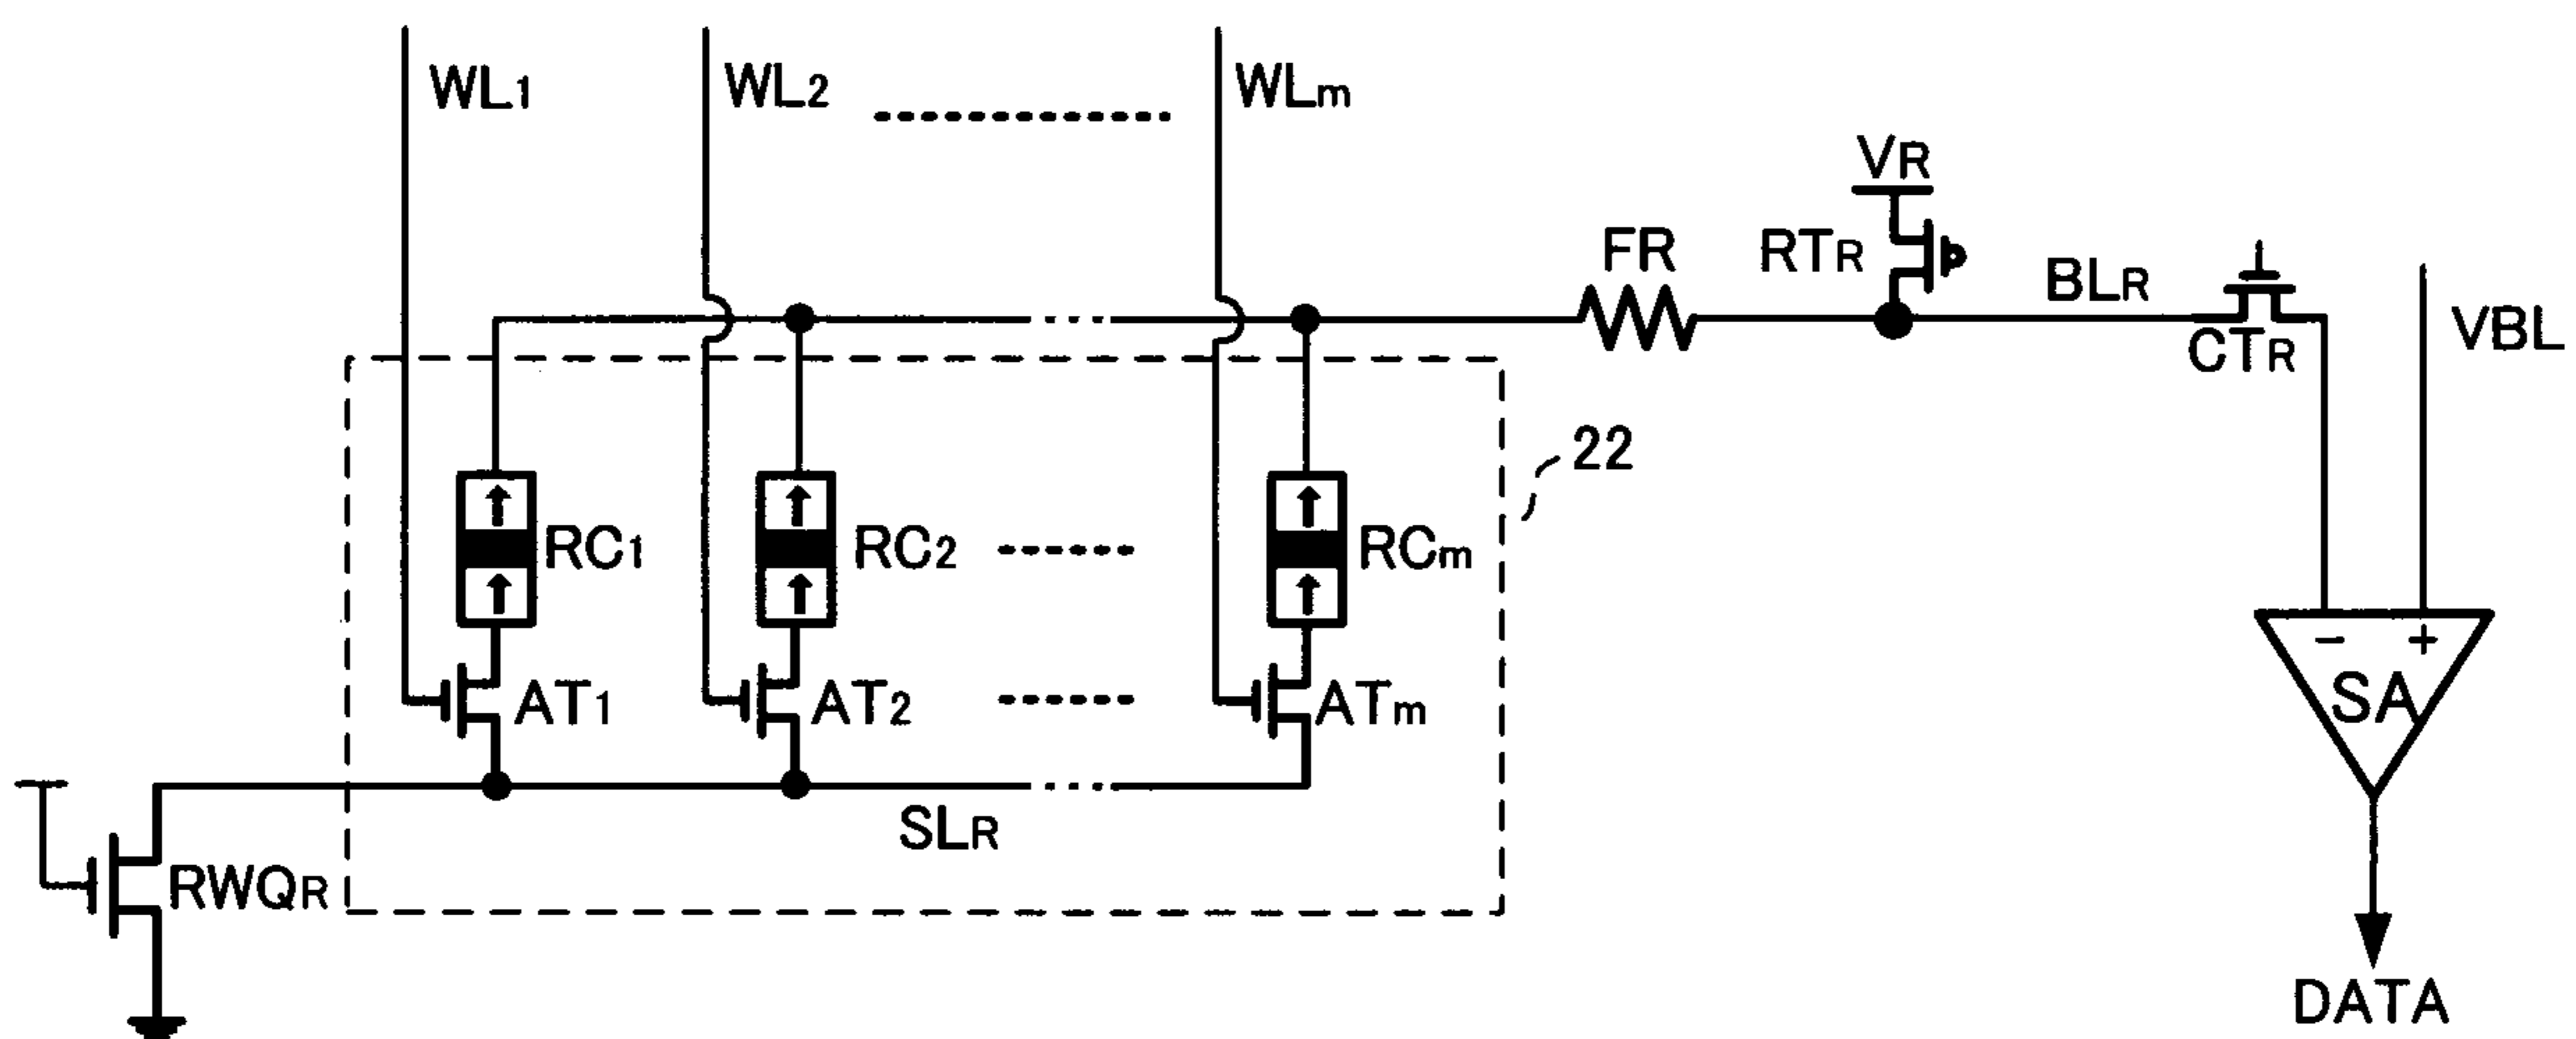 WL1 WL2 WLm
VR
FR RTR BLR
CTR VBL
22
RC1 RC2 RCm
- +
AT1 AT2 ATm SA
SLR
RWQR
DATA